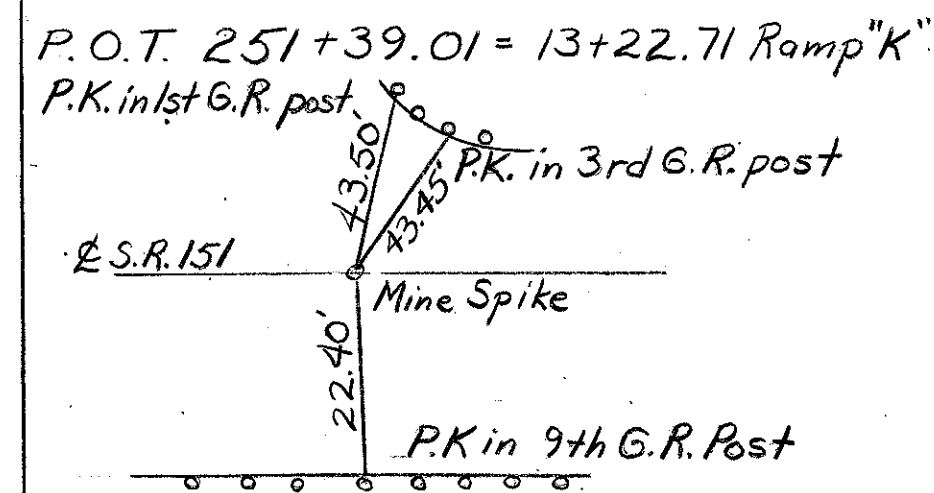 P.O.T. 251+39.01 = 13+22.71 Ramp "K"
P.K. in 1st G.R. post.
43.50'
P.K. in 3rd G.R. post
43.45'
℄ S.R. 151
Mine Spike
22.40'
P.K in 9th G.R. Post